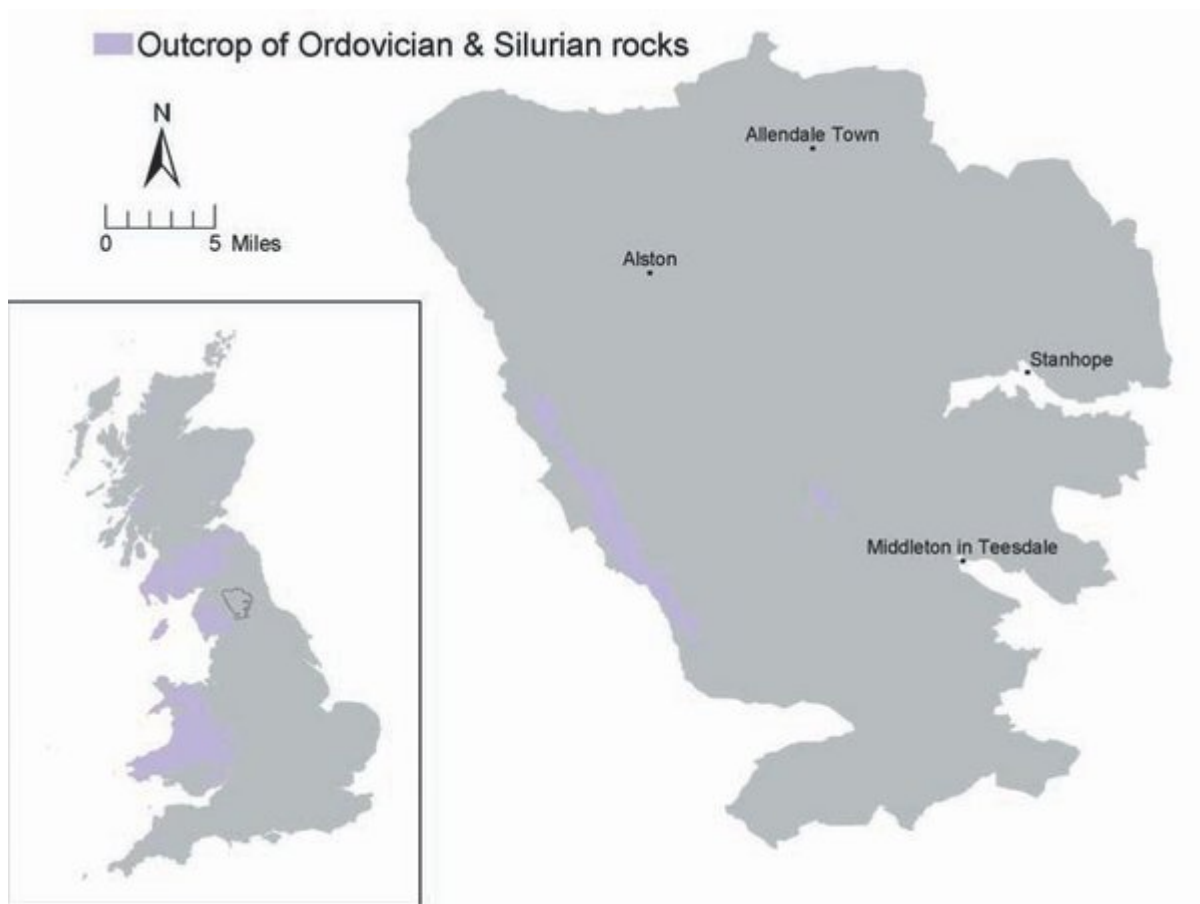 Outcrop of Ordovician & Silurian rocks
N
0 5 Miles
Allendale Town
Alston
Stanhope
Middleton in Teesdale